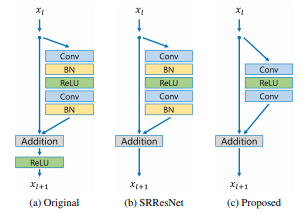 x_l x_l x_l
Conv Conv
BN BN Conv
ReLU ReLU ReLU
Conv Conv Conv
BN BN
Addition Addition Addition
ReLU
x_{l+1} x_{l+1} x_{l+1}
(a) Original (b) SRResNet (c) Proposed